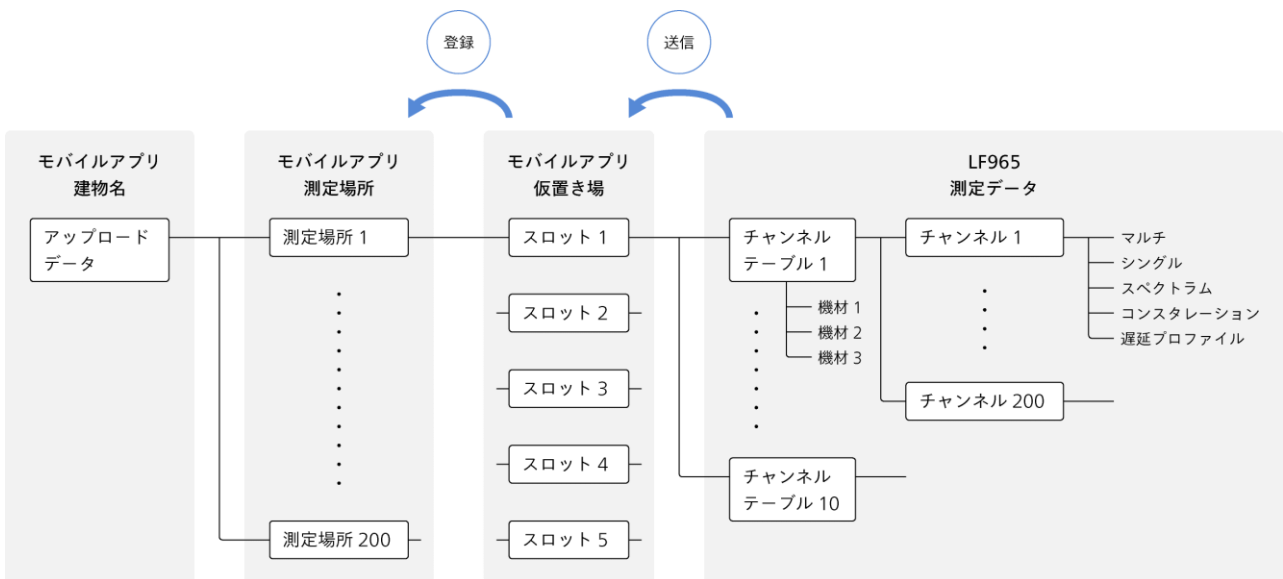 登録
送信
モバイルアプリ
建物名
アップロード
データ
モバイルアプリ
測定場所
測定場所 1
測定場所 200
モバイルアプリ
仮置き場
スロット 1
スロット 2
スロット 3
スロット 4
スロット 5
LF965
測定データ
チャンネル
テーブル 1
機材 1
機材 2
機材 3
チャンネル
テーブル 10
チャンネル 1
チャンネル 200
マルチ
シングル
スペクトラム
コンスタレーション
遅延プロファイル